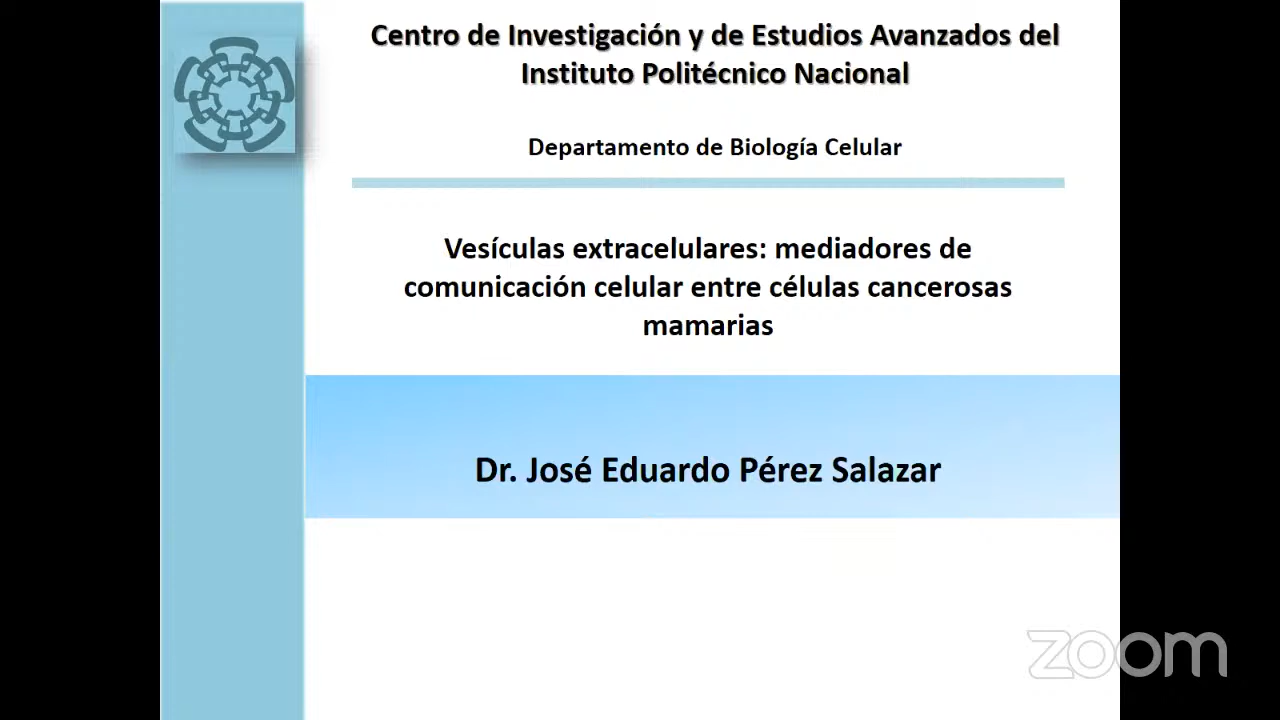 Centro de Investigación y de Estudios Avanzados del
Instituto Politécnico Nacional
Departamento de Biología Celular
Vesículas extracelulares: mediadores de
comunicación celular entre células cancerosas
mamarias
Dr. José Eduardo Pérez Salazar
zoom